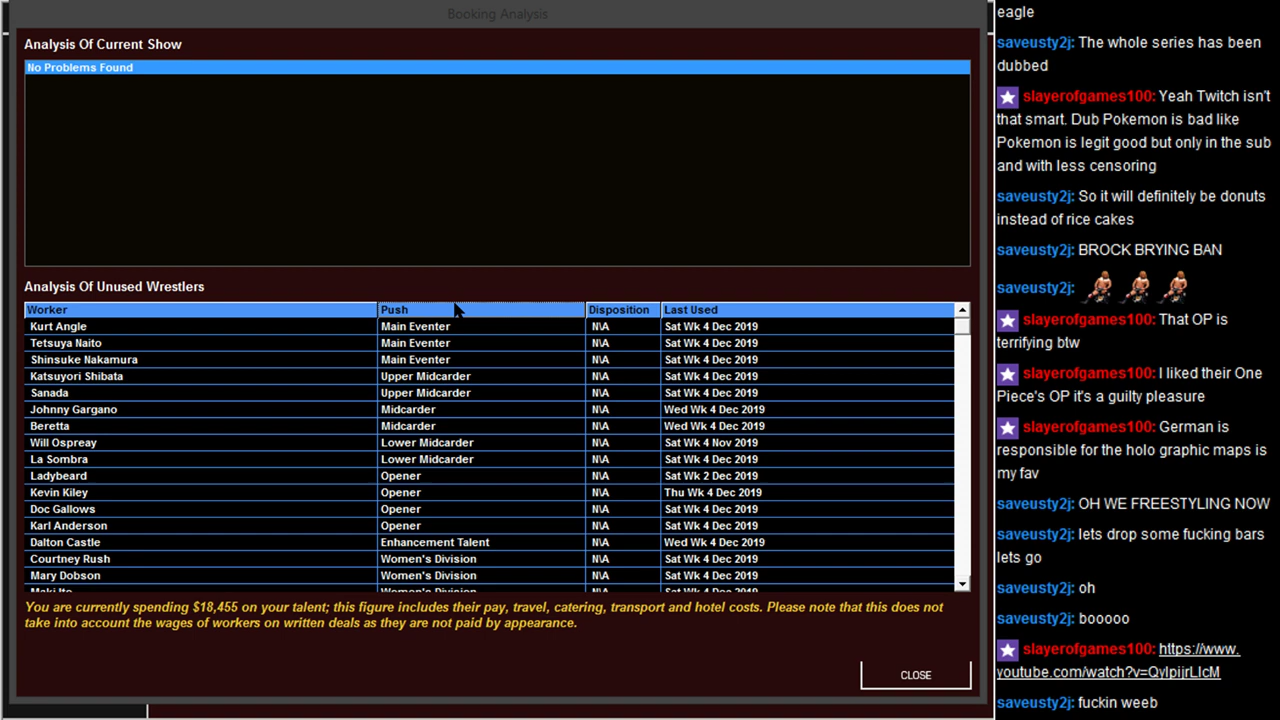 Booking Analysis
Analysis Of Current Show
No Problems Found
Analysis Of Unused Wrestlers
Worker Push Disposition Last Used
Kurt Angle Main Eventer N\A Sat Wk 4 Dec 2019
Tetsuya Naito Main Eventer N\A Sat Wk 4 Dec 2019
Shinsuke Nakamura Main Eventer N\A Sat Wk 4 Dec 2019
Katsuyori Shibata Upper Midcarder N\A Sat Wk 4 Dec 2019
Sanada Upper Midcarder N\A Sat Wk 4 Dec 2019
Johnny Gargano Midcarder N\A Wed Wk 4 Dec 2019
Beretta Midcarder N\A Wed Wk 4 Dec 2019
Will Ospreay Lower Midcarder N\A Sat Wk 4 Nov 2019
La Sombra Lower Midcarder N\A Sat Wk 4 Dec 2019
Ladybeard Opener N\A Sat Wk 2 Dec 2019
Kevin Kiley Opener N\A Thu Wk 4 Dec 2019
Doc Gallows Opener N\A Sat Wk 4 Dec 2019
Karl Anderson Opener N\A Sat Wk 4 Dec 2019
Dalton Castle Enhancement Talent N\A Wed Wk 4 Dec 2019
Courtney Rush Women's Division N\A Sat Wk 4 Dec 2019
Mary Dobson Women's Division N\A Sat Wk 4 Dec 2019
Maki Ito Women's Division N\A Sat Wk 4 Dec 2019
You are currently spending $18,455 on your talent; this figure includes their pay, travel, catering, transport and hotel costs. Please note that this does not
take into account the wages of workers on written deals as they are not paid by appearance.
CLOSE
eagle
saveusty2j: The whole series has been
dubbed
slayerofgames100: Yeah Twitch isn't
that smart. Dub Pokemon is bad like
Pokemon is legit good but only in the sub
and with less censoring
saveusty2j: So it will definitely be donuts
instead of rice cakes
saveusty2j: BROCK BRYING BAN
saveusty2j:
slayerofgames100: That OP is
terrifying btw
slayerofgames100: I liked their One
Piece's OP it's a guilty pleasure
slayerofgames100: German is
responsible for the holo graphic maps is
my fav
saveusty2j: OH WE FREESTYLING NOW
saveusty2j: lets drop some fucking bars
lets go
saveusty2j: oh
saveusty2j: booooo
slayerofgames100: https://www.
youtube.com/watch?v=QylpijrLlcM
saveusty2j: fuckin weeb